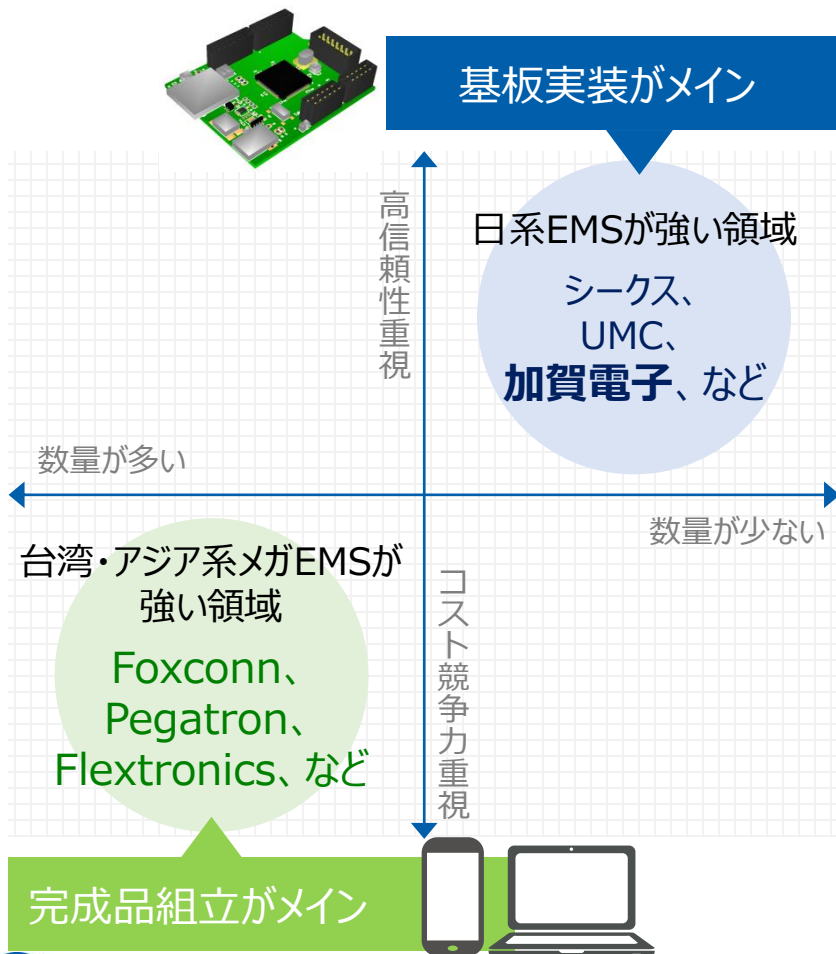 基板実装がメイン
高信頼性重視
日系EMSが強い領域
シークス、
UMC、
加賀電子、など
数量が多い
数量が少ない
台湾・アジア系メガEMSが
強い領域
Foxconn、
Pegatron、
Flextronics、など
コスト競争力重視
完成品組立がメイン